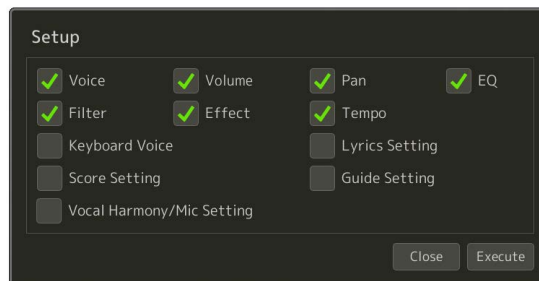 Setup
Voice Volume Pan EQ
Filter Effect Tempo
Keyboard Voice Lyrics Setting
Score Setting Guide Setting
Vocal Harmony/Mic Setting
Close Execute